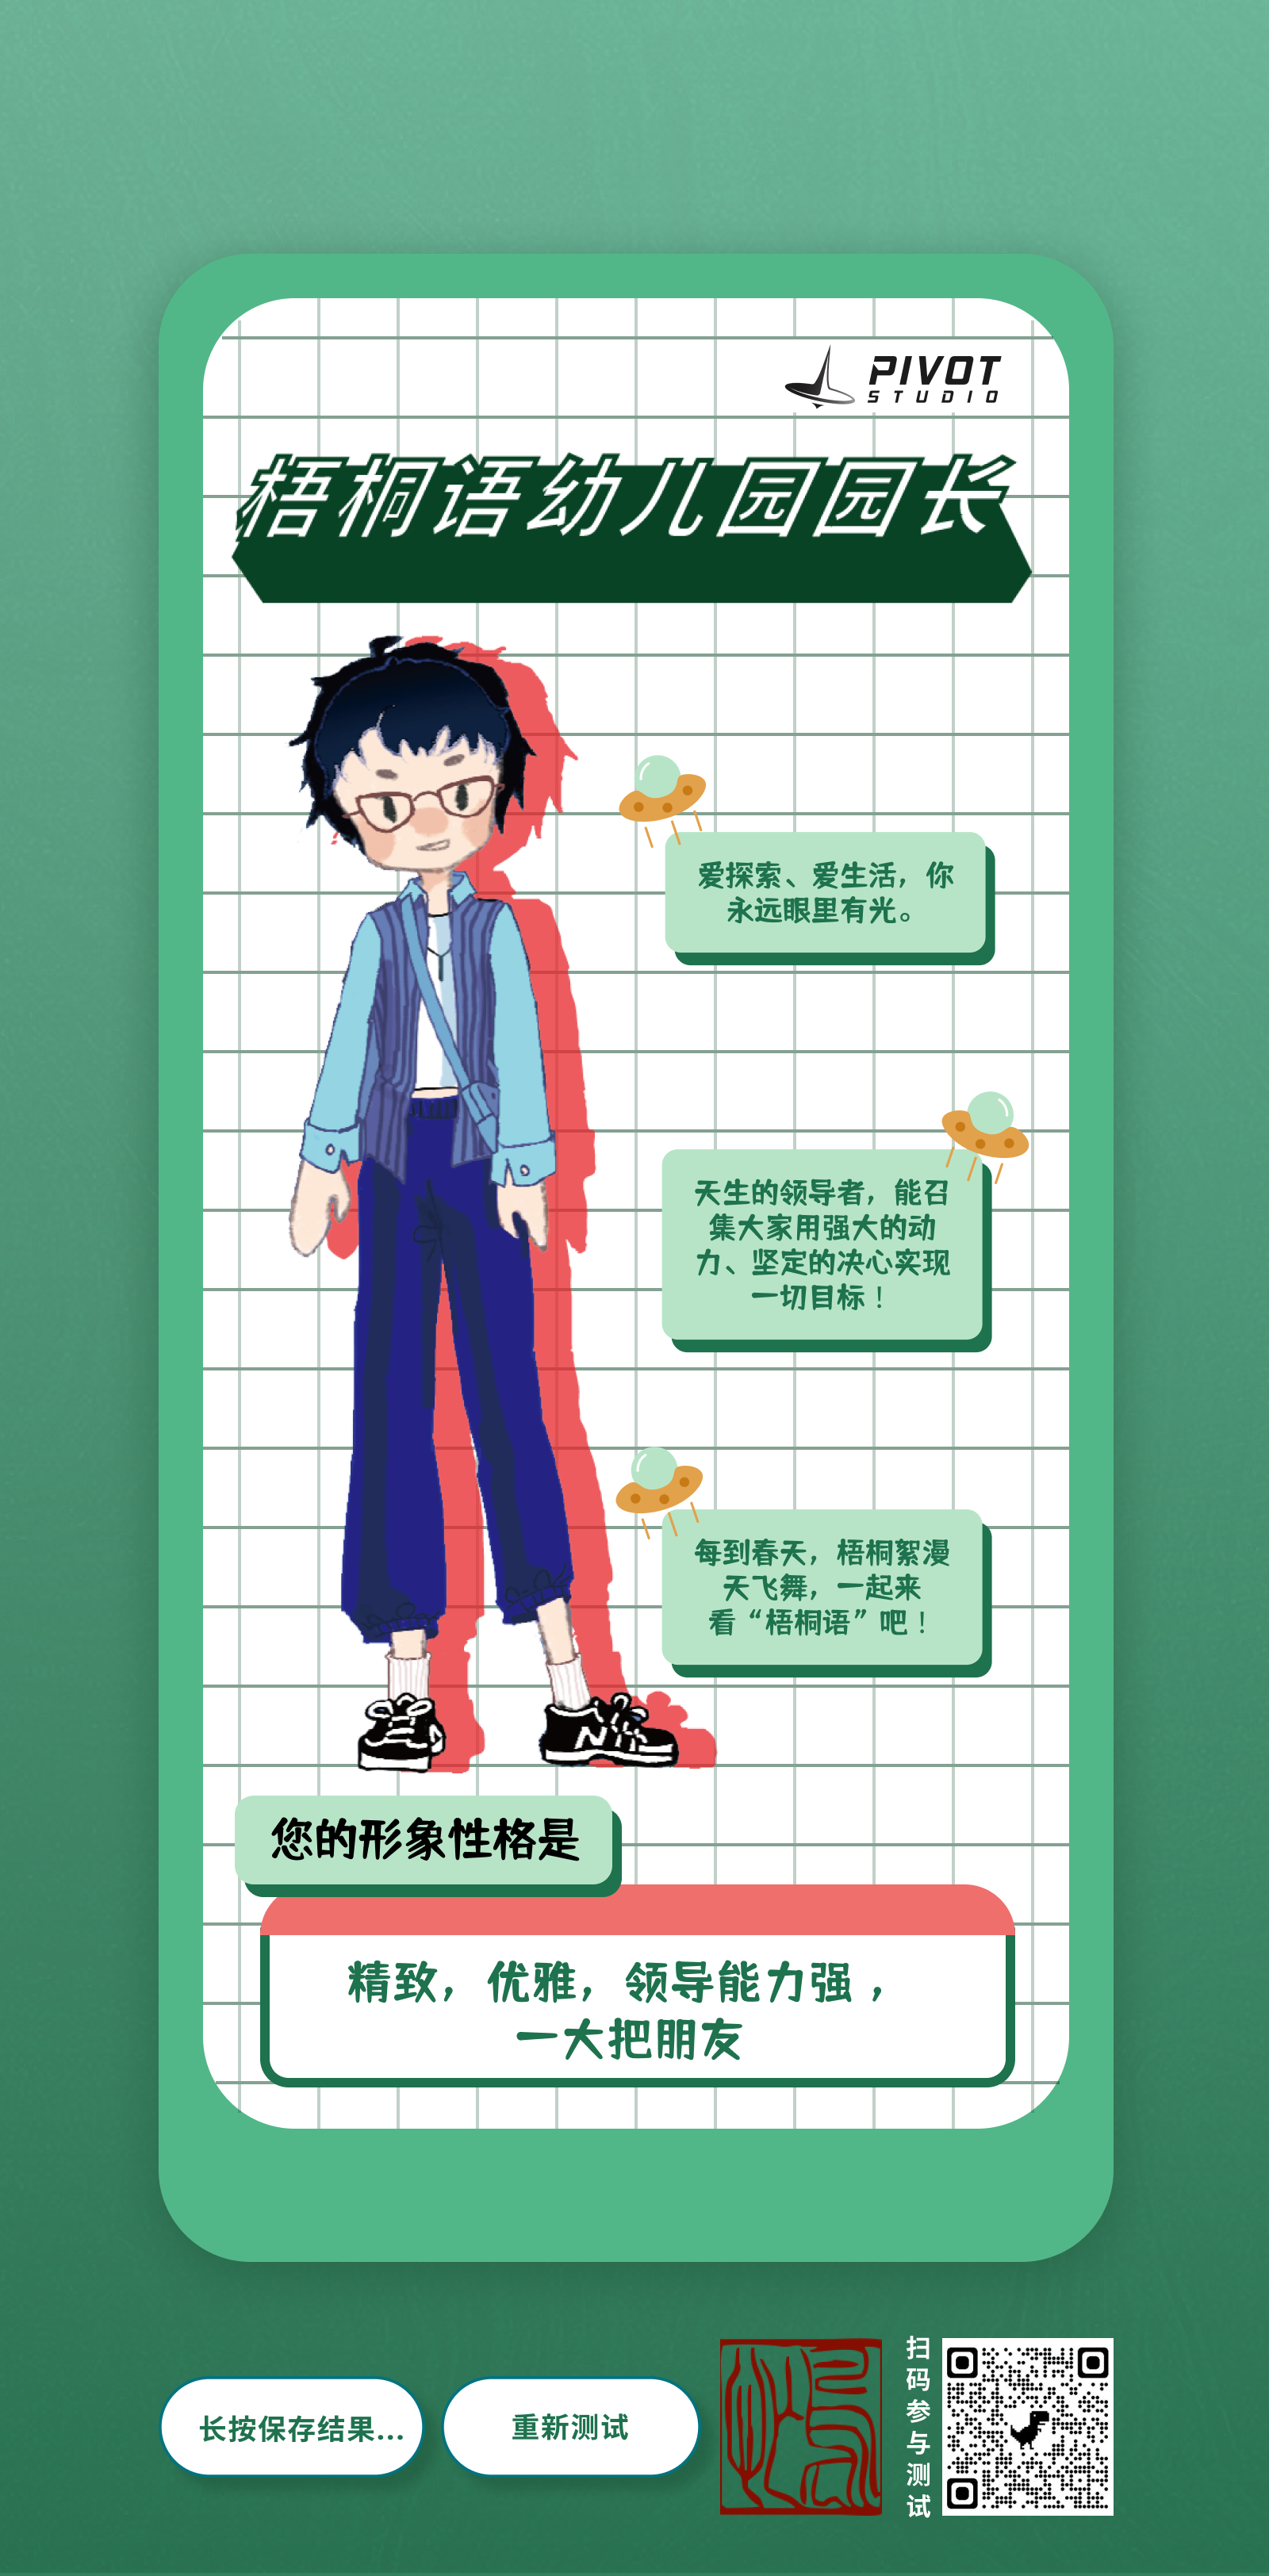 PIVOT
STUDIO
梧桐语幼儿园园长
爱探索、爱生活，你
永远眼里有光。
天生的领导者，能召
集大家用强大的动
力、坚定的决心实现
一切目标！
每到春天，梧桐絮漫
天飞舞，一起来
看“梧桐语”吧！
您的形象性格是
精致，优雅，领导能力强，
一大把朋友
长按保存结果...
重新测试
扫码参与测试